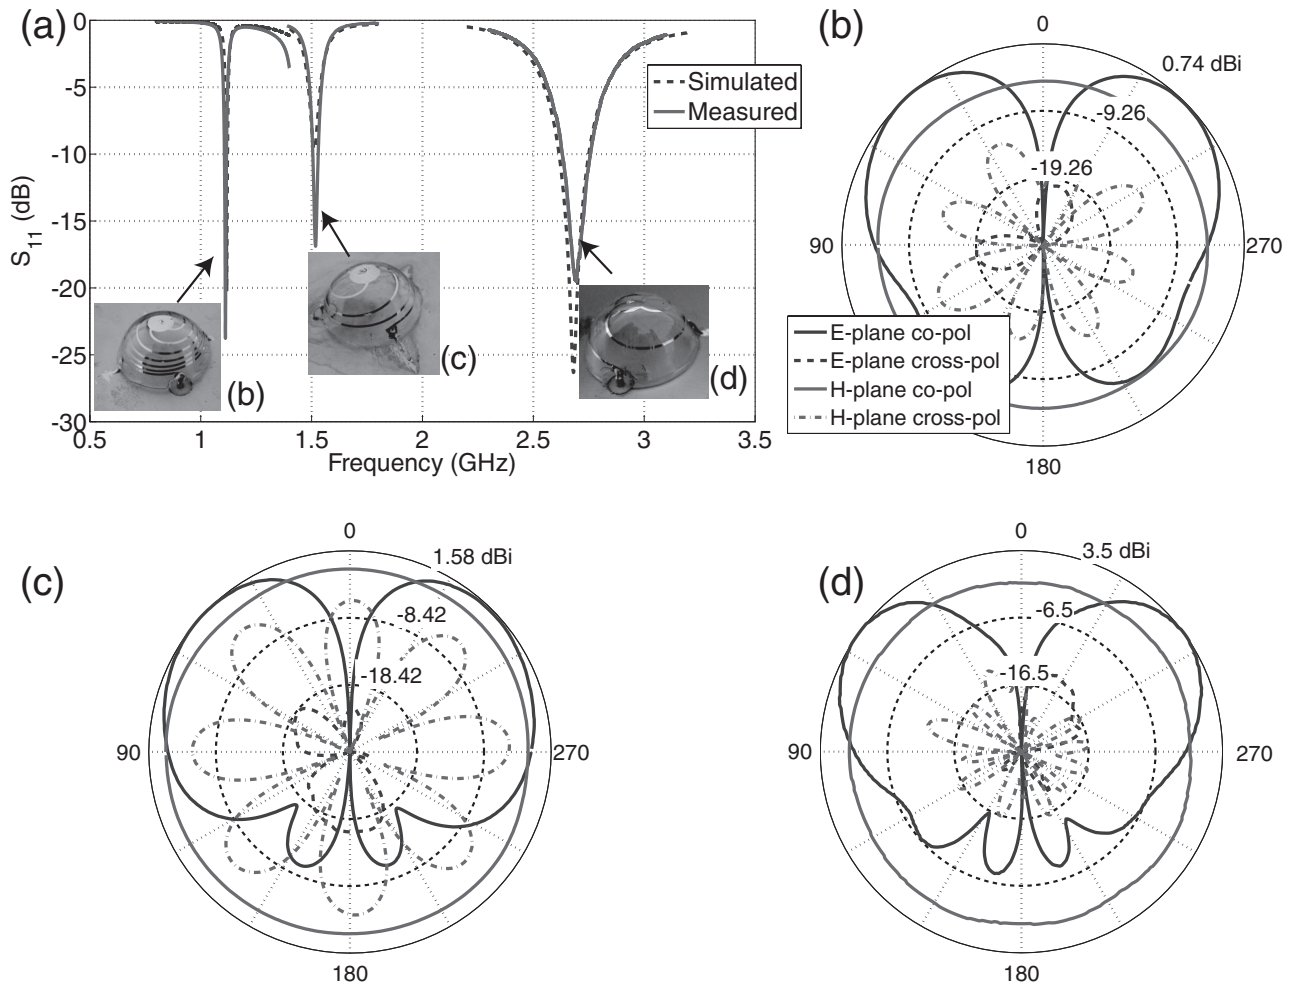 (a)
0
-5
-10
-15
-20
-25
-30
S11 (dB)
0.5 1 1.5 2 2.5 3 3.5
Frequency (GHz)
Simulated
Measured
(b)
(c)
(d)
(b)
0
0.74 dBi
-9.26
-19.26
90
270
180
E-plane co-pol
E-plane cross-pol
H-plane co-pol
H-plane cross-pol
(c)
0
1.58 dBi
-8.42
-18.42
90
270
180
(d)
0
3.5 dBi
-6.5
-16.5
90
270
180